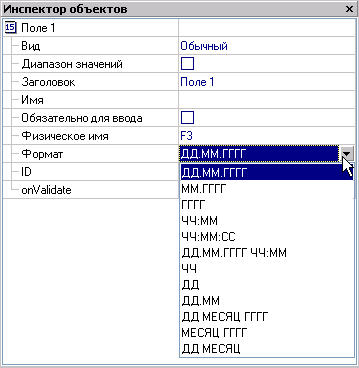 Инспектор объектов
15 Поле 1
Вид Обычный
Диапазон значений
Заголовок Поле 1
Имя
Обязательно для ввода
Физическое имя F3
Формат ДД.ММ.ГГГГ
ID ДД.ММ.ГГГГ
onValidate ММ.ГГГГ
ГГГГ
ЧЧ:ММ
ЧЧ:ММ:СС
ДД.ММ.ГГГГ ЧЧ:ММ
ЧЧ
ДД
ДД.ММ
ДД МЕСЯЦ ГГГГ
МЕСЯЦ ГГГГ
ДД МЕСЯЦ